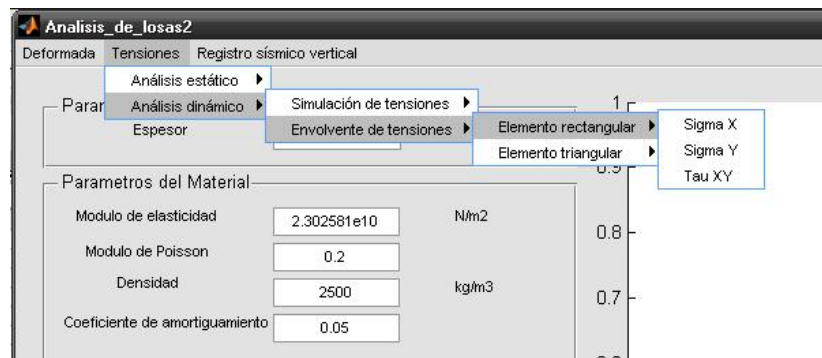 Analisis_de_losas2
Deformada Tensiones Registro sísmico vertical
Análisis estático
Análisis dinámico Simulación de tensiones
Envolvente de tensiones Elemento rectangular Sigma X
Elemento triangular Sigma Y
Tau XY
Espesor
1
0.9
Parametros del Material
Modulo de elasticidad 2.302581e10 N/m2
0.8
Modulo de Poisson 0.2
Densidad 2500 kg/m3
0.7
Coeficiente de amortiguamiento 0.05